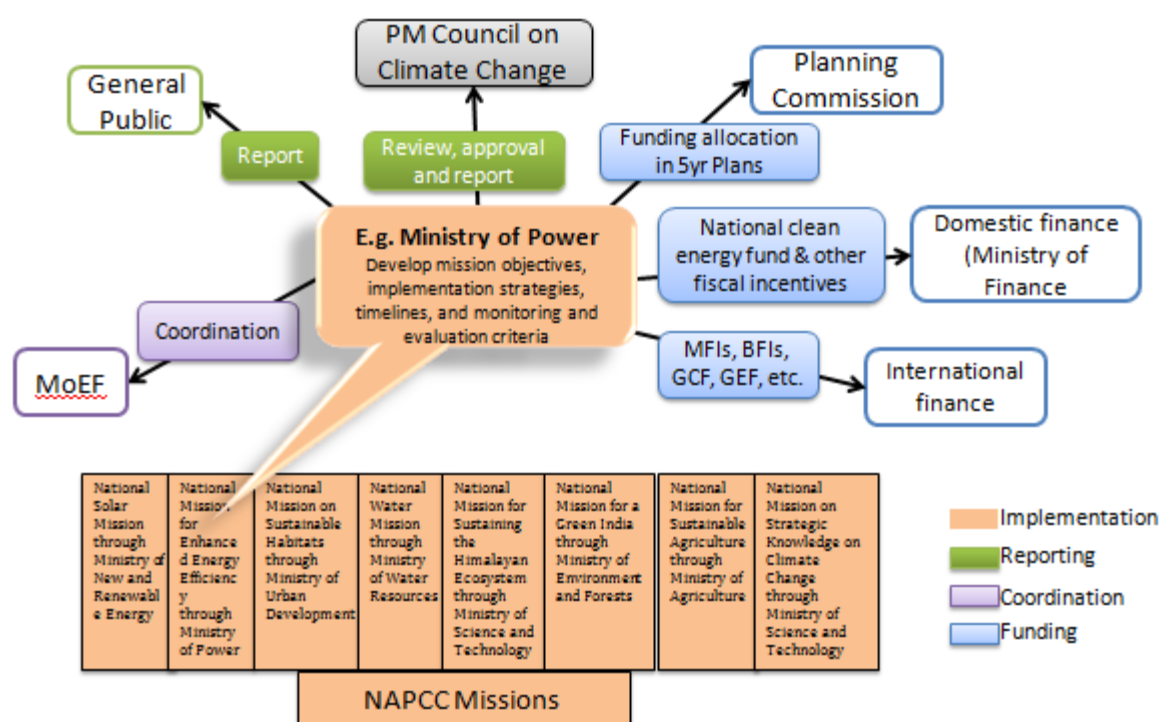 PM Council on
Climate Change
General
Public
Planning
Commission
Report
Review, approval
and report
Funding allocation
in 5yr Plans
E.g. Ministry of Power
Develop mission objectives,
implementation strategies,
timelines, and monitoring and
evaluation criteria
National clean
energy fund & other
fiscal incentives
Domestic finance
(Ministry of
Finance
Coordination
MoEF
MFIs, BFIs,
GCF, GEF, etc.
International
finance
National
Solar
Mission
through
Ministry of
New and
Renewabl
e Energy
National
Mission
for
Enhance
d Energy
Efficienc
y
through
Ministry
of Power
National
Mission on
Sustainable
Habitats
through
Ministry of
Urban
Development
National
Water
Mission
through
Ministry
of Water
Resources
National
Mission for
Sustaining
the
Himalayan
Ecosystem
through
Ministry of
Science and
Technology
National
Mission for a
Green India
through
Ministry of
Environment
and Forests
National
Mission for
Sustainable
Agriculture
through
Ministry of
Agriculture
National
Mission on
Strategic
Knowledge on
Climate
Change
through
Ministry of
Science and
Technology
NAPCC Missions
Implementation
Reporting
Coordination
Funding